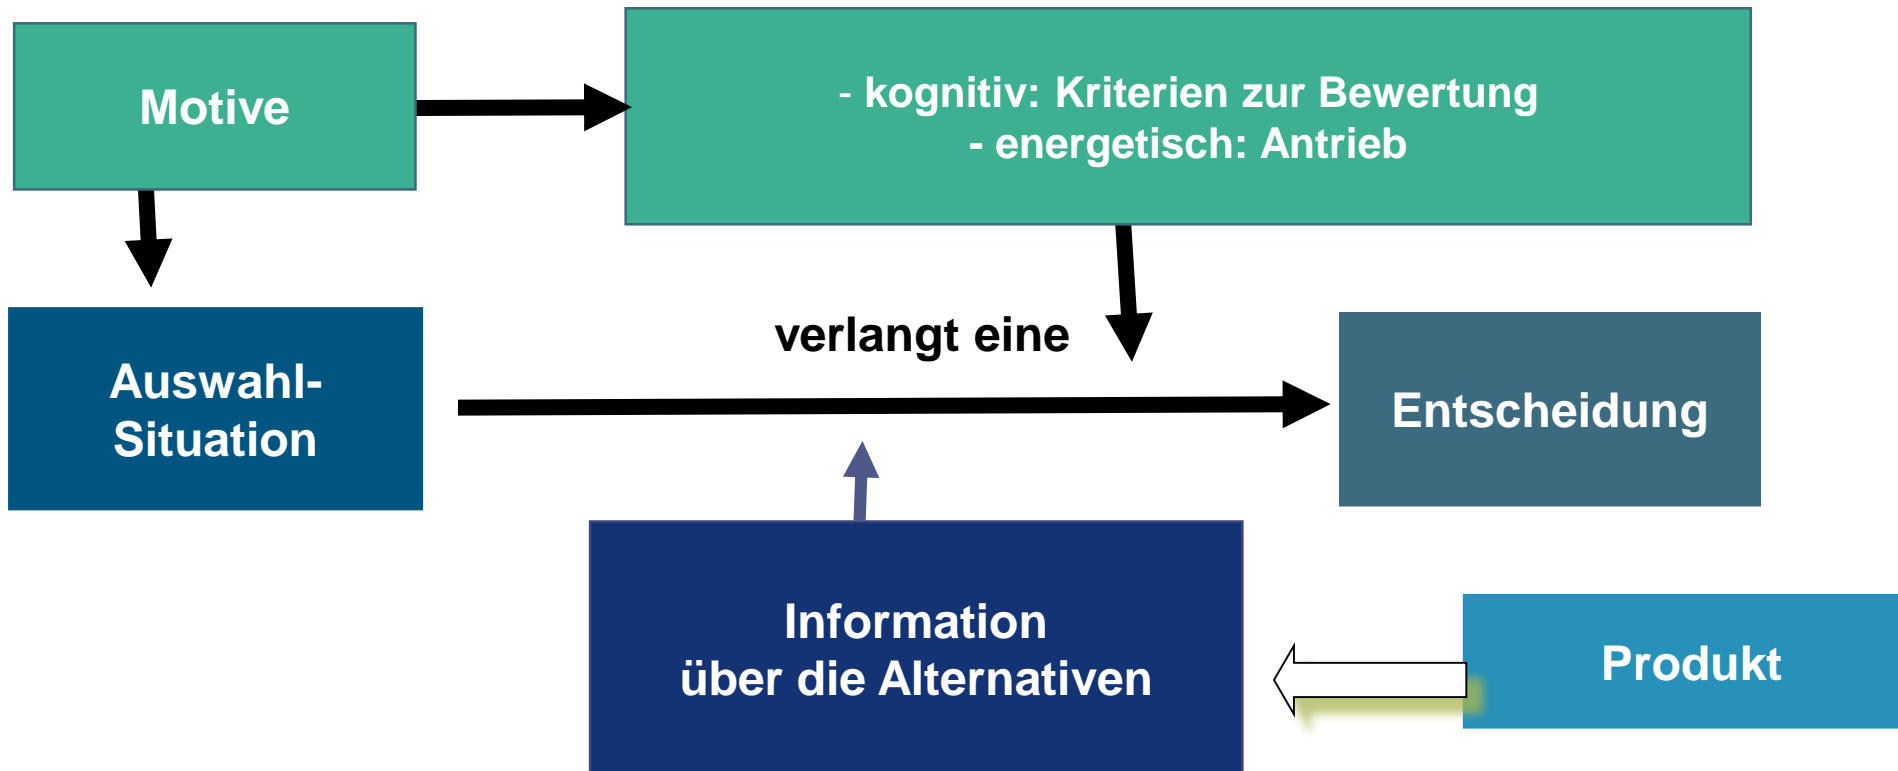 Motive
- kognitiv: Kriterien zur Bewertung
- energetisch: Antrieb
verlangt eine
Auswahl-
Situation
Entscheidung
Information
über die Alternativen
Produkt